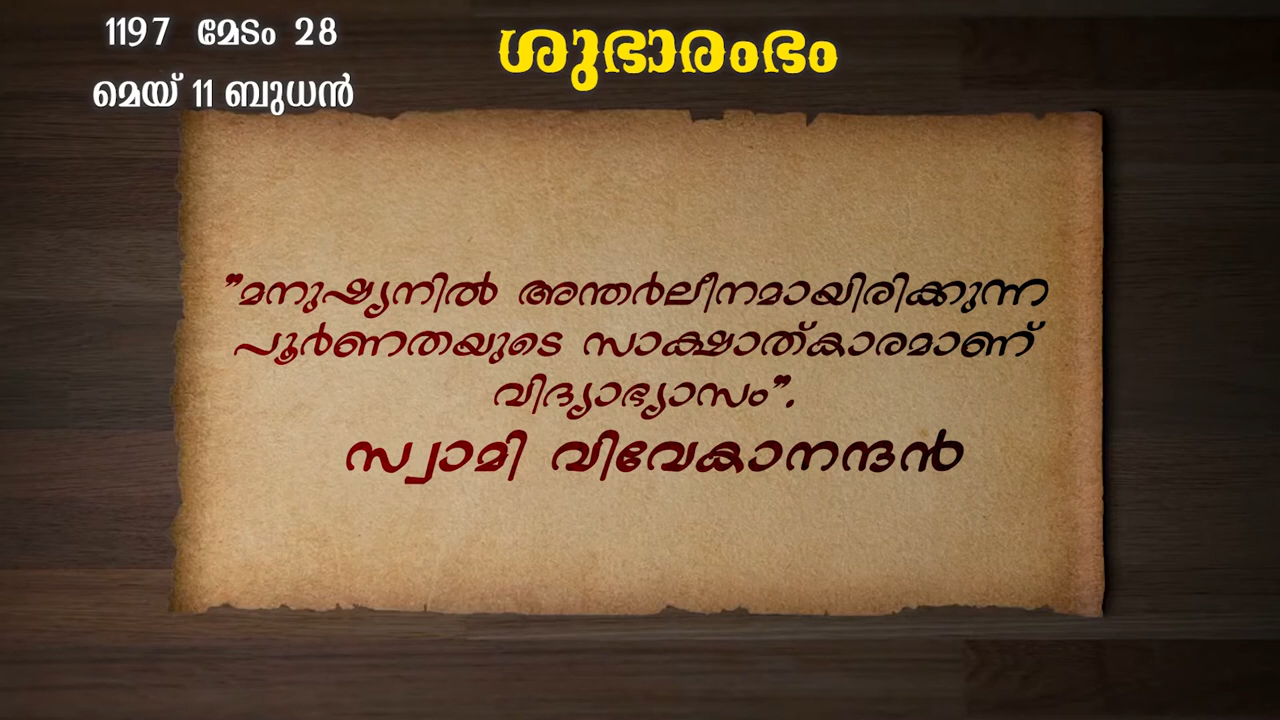 1197 മേടം 28
മെയ് 11 ബുധൻ
ശുഭാരംഭം
"മനുഷ്യനിൽ അന്തർലീനമായിരിക്കുന്ന
പൂർണതയുടെ സാക്ഷാത്കാരമാണ്
വിദ്യാഭ്യാസം".
സ്വാമി വിവേകാനന്ദൻ